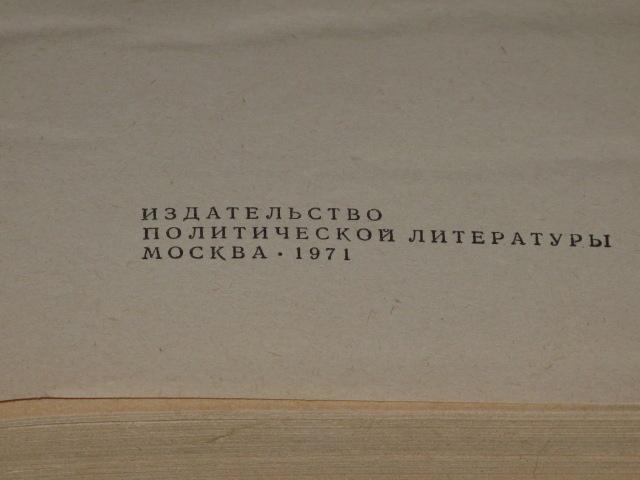 ИЗДАТЕЛЬСТВО
ПОЛИТИЧЕСКОЙ ЛИТЕРАТУРЫ
МОСКВА · 1971